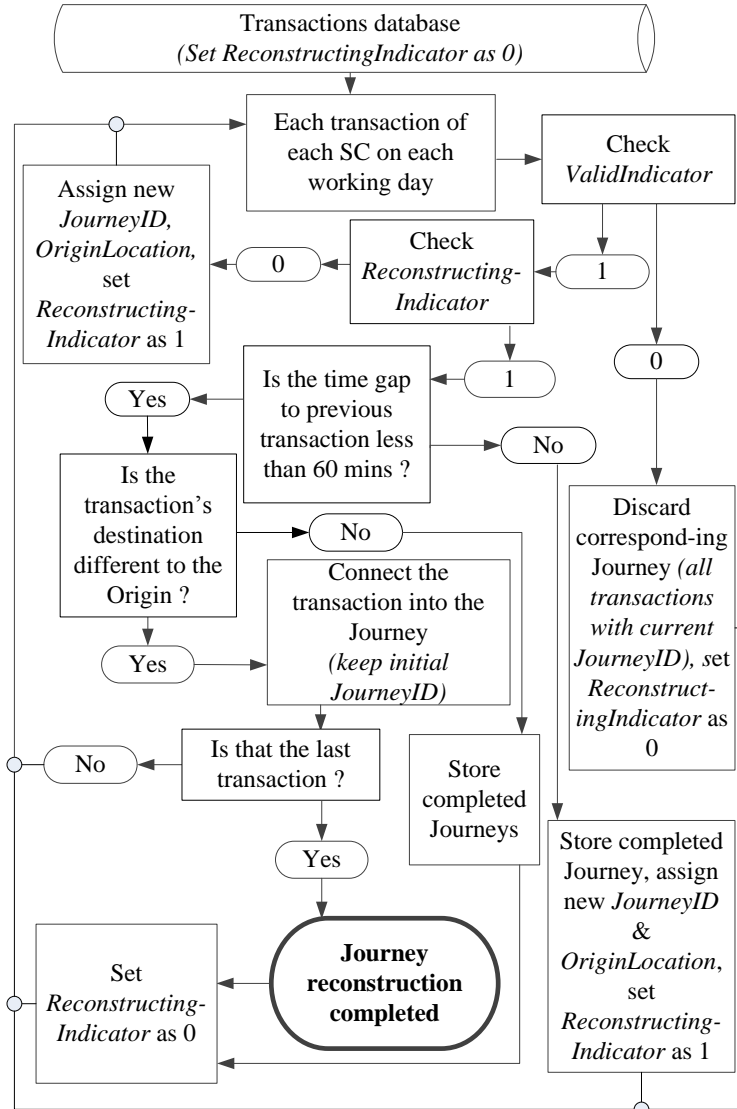 Transactions database
(Set ReconstructingIndicator as 0)
Each transaction of
each SC on each
working day
Check
ValidIndicator
Assign new
JourneyID,
OriginLocation,
set
Reconstructing-
Indicator as 1
0
Check
Reconstructing-
Indicator
1
0
Is the time gap
to previous
transaction less
than 60 mins ?
1
Yes
No
Is the
transaction's
destination
different to the
Origin ?
No
Discard
correspond-ing
Journey (all
transactions
with current
JourneyID), set
Reconstruct-
ingIndicator as
0
Connect the
transaction into the
Journey
(keep initial
JourneyID)
Yes
Is that the last
transaction ?
No
Store
completed
Journeys
Yes
Store completed
Journey, assign
new JourneyID
&
OriginLocation,
set
Reconstructing-
Indicator as 1
Journey
reconstruction
completed
Set
Reconstructing-
Indicator as 0